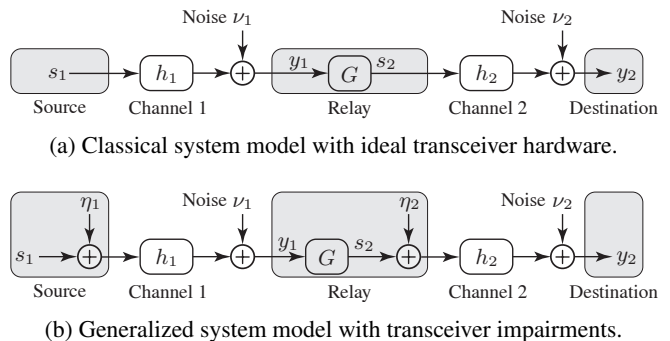 Noise ν₁ Noise ν₂
s₁ h₁ y₁ G s₂ h₂ y₂
Source Channel 1 Relay Channel 2 Destination
(a) Classical system model with ideal transceiver hardware.
η₁ Noise ν₁ η₂ Noise ν₂
s₁ h₁ y₁ G s₂ h₂ y₂
Source Channel 1 Relay Channel 2 Destination
(b) Generalized system model with transceiver impairments.